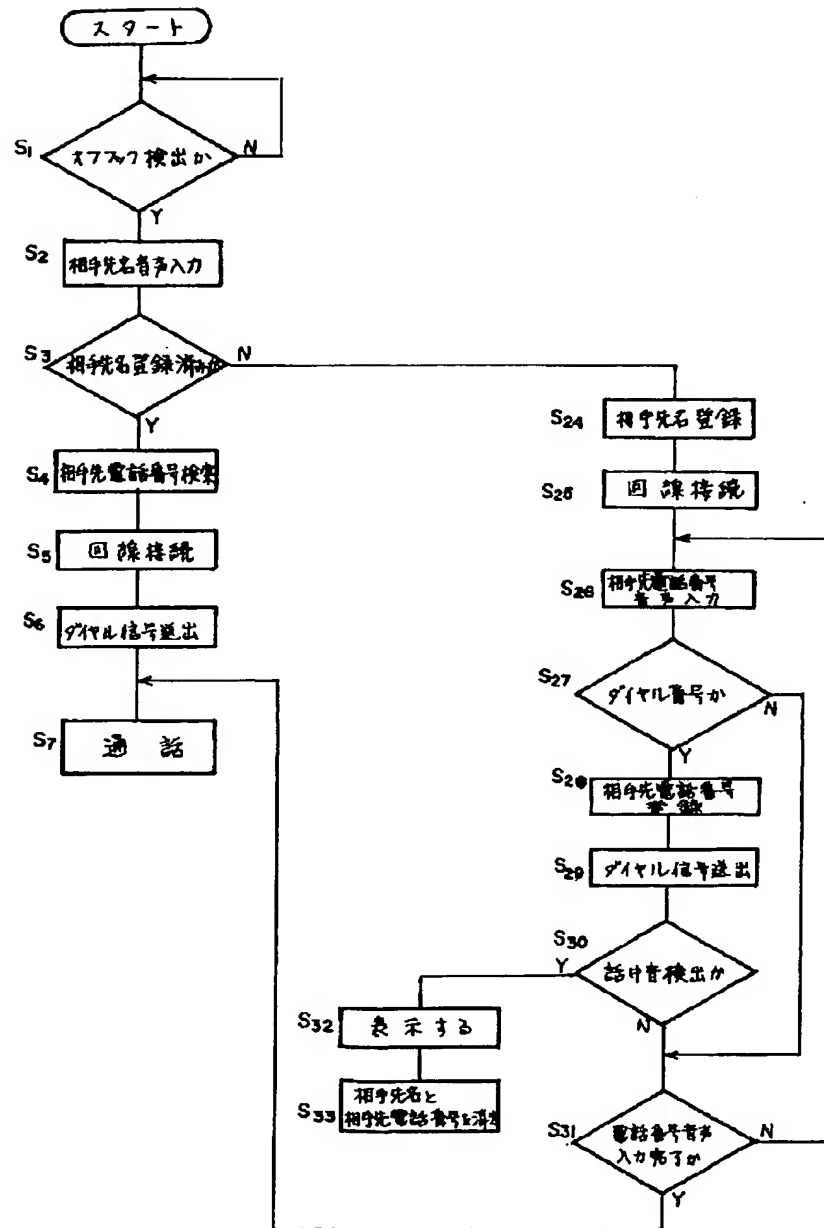 スタート
S1
オフフック検出か
N
Y
S2
相手先名音声入力
S3
相手先名登録済みか
N
Y
S4
相手先電話番号検索
S5
回線接続
S6
ダイヤル信号送出
S7
通話
S24
相手先名登録
S25
回線接続
S26
相手先電話番号
音声入力
S27
ダイヤル番号か
N
Y
S28
相手先電話番号
登録
S29
ダイヤル信号送出
S30
話中音検出か
Y
N
S32
表示する
S33
相手先名と
相手先電話番号を消去
S31
電話番号音声
入力完了か
N
Y